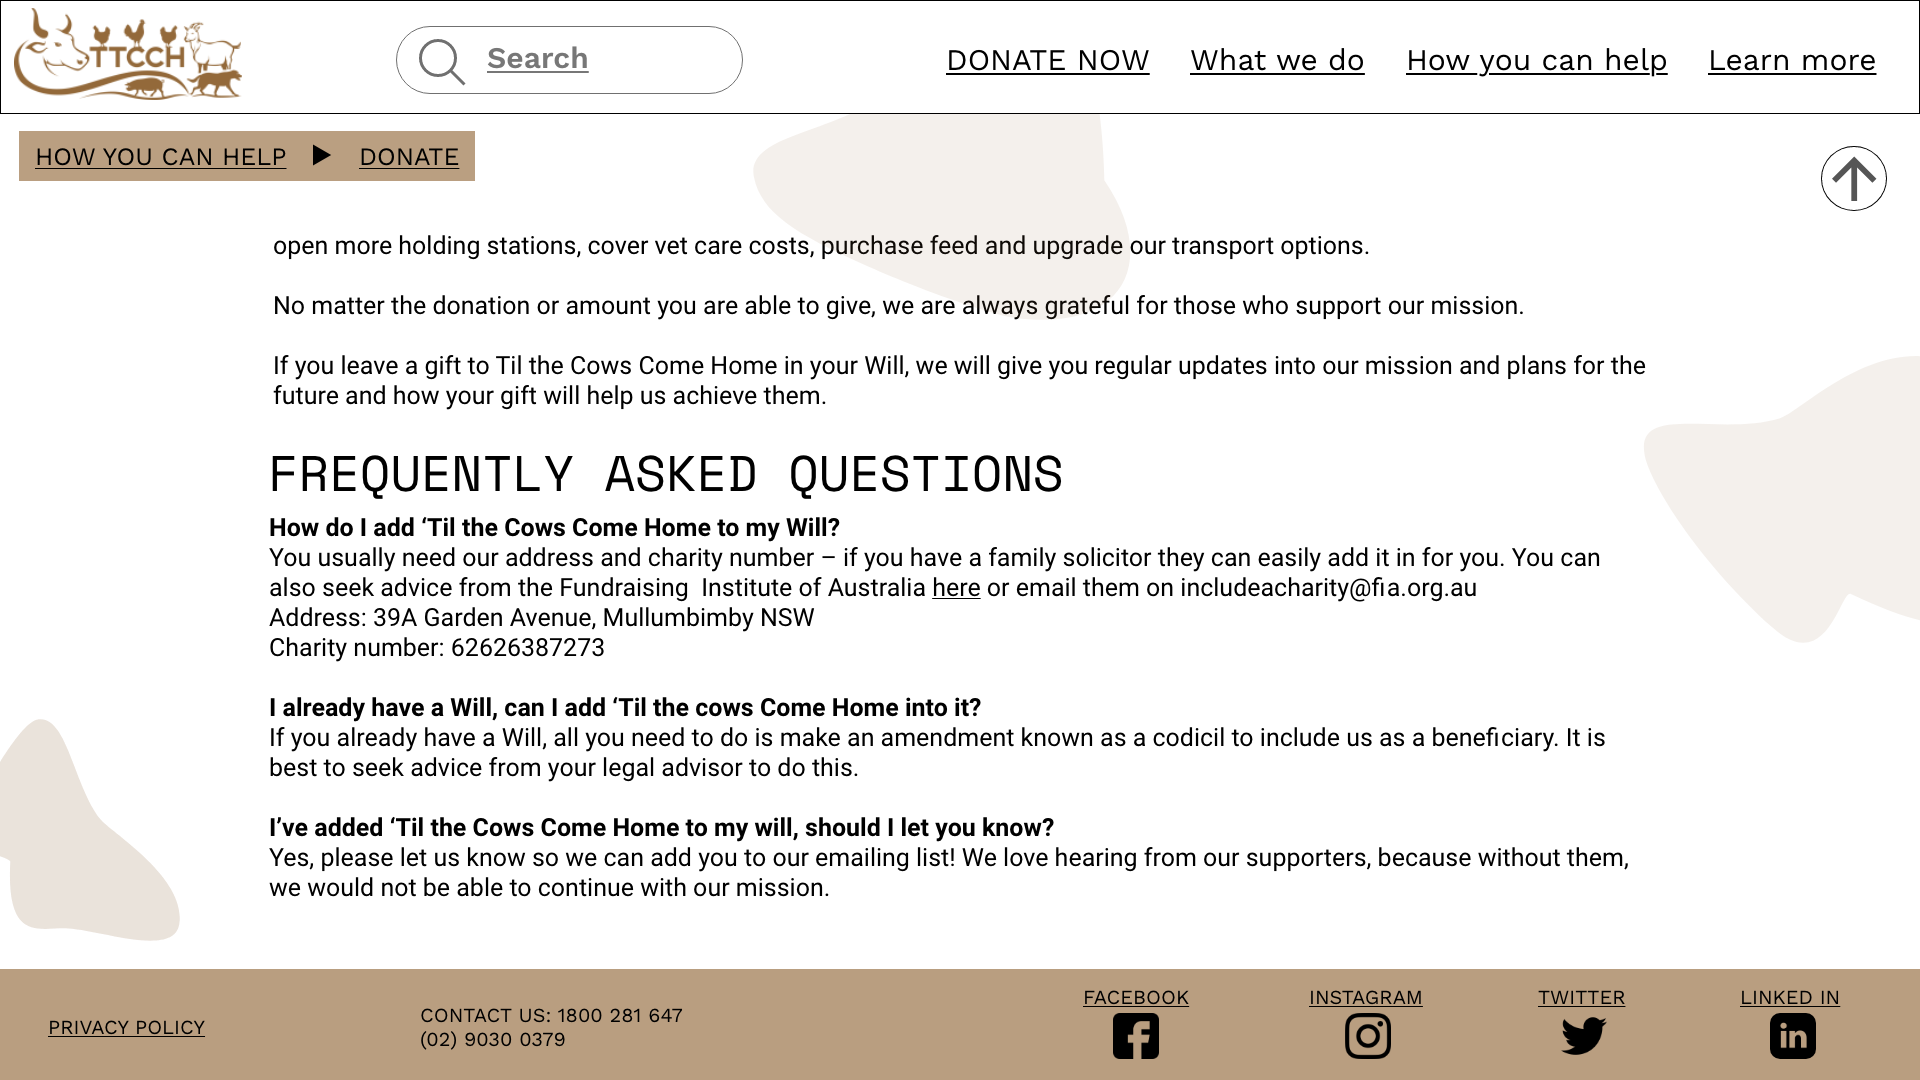 TTCCH
Search
DONATE NOW
What we do
How you can help
Learn more
HOW YOU CAN HELP
DONATE
open more holding stations, cover vet care costs, purchase feed and upgrade our transport options.
No matter the donation or amount you are able to give, we are always grateful for those who support our mission.
If you leave a gift to Til the Cows Come Home in your Will, we will give you regular updates into our mission and plans for the
future and how your gift will help us achieve them.
FREQUENTLY ASKED QUESTIONS
How do I add ‘Til the Cows Come Home to my Will?
You usually need our address and charity number – if you have a family solicitor they can easily add it in for you. You can
also seek advice from the Fundraising  Institute of Australia here or email them on includeacharity@fia.org.au
Address: 39A Garden Avenue, Mullumbimby NSW
Charity number: 62626387273
I already have a Will, can I add ‘Til the cows Come Home into it?
If you already have a Will, all you need to do is make an amendment known as a codicil to include us as a beneficiary. It is
best to seek advice from your legal advisor to do this.
I’ve added ‘Til the Cows Come Home to my will, should I let you know?
Yes, please let us know so we can add you to our emailing list! We love hearing from our supporters, because without them,
we would not be able to continue with our mission.
PRIVACY POLICY
CONTACT US: 1800 281 647
(02) 9030 0379
FACEBOOK
INSTAGRAM
TWITTER
LINKED IN